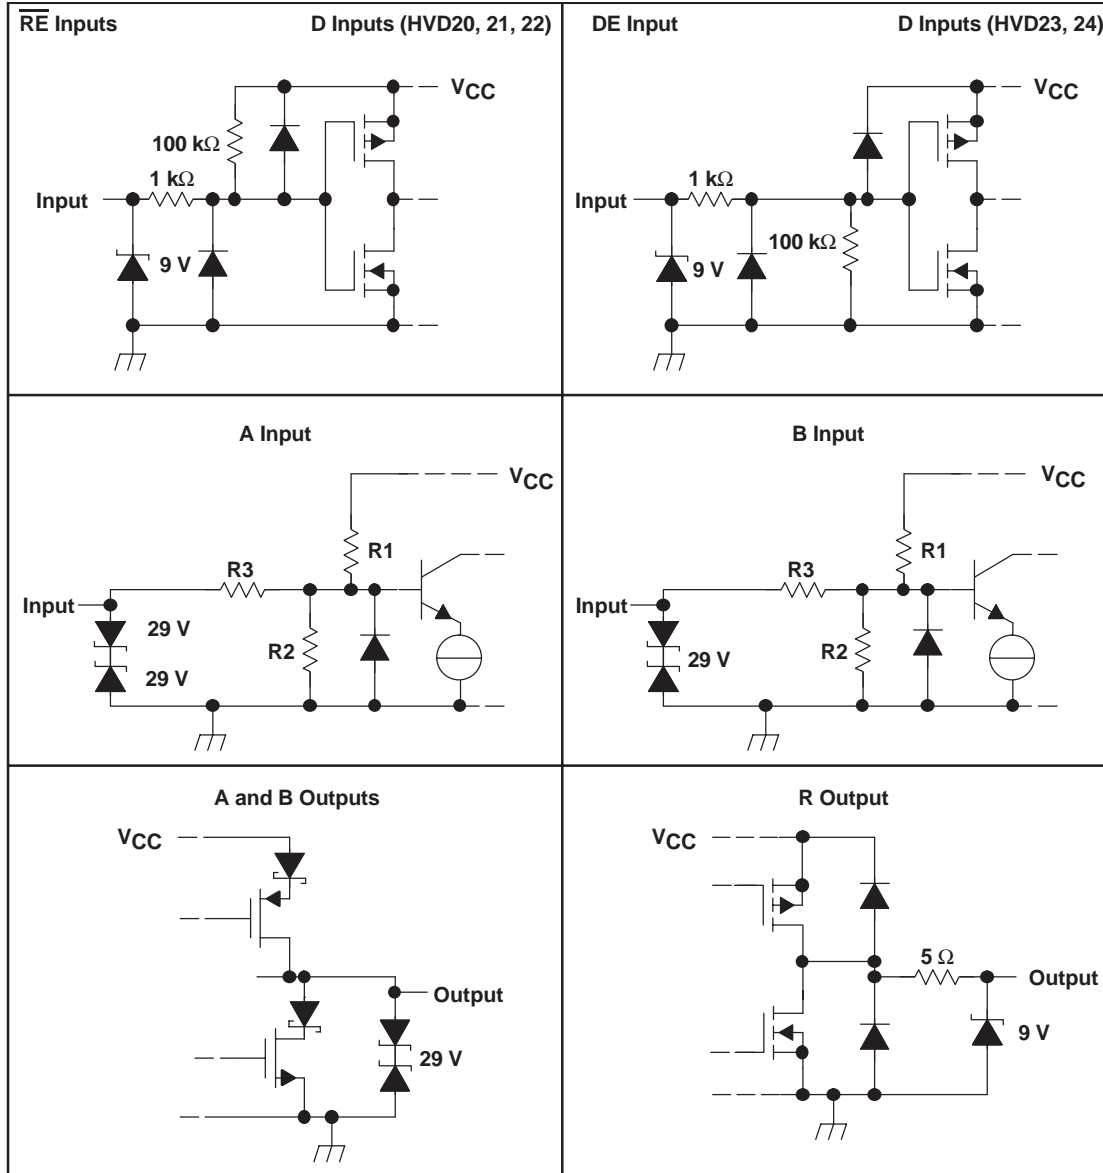 RE Inputs
D Inputs (HVD20, 21, 22)
VCC
100 kΩ
1 kΩ
Input
9 V
DE Input
D Inputs (HVD23, 24)
VCC
1 kΩ
Input
100 kΩ
9 V
A Input
VCC
R1
R3
Input
29 V
R2
29 V
B Input
VCC
R1
R3
Input
R2
29 V
A and B Outputs
VCC
Output
29 V
R Output
VCC
5 Ω
Output
9 V